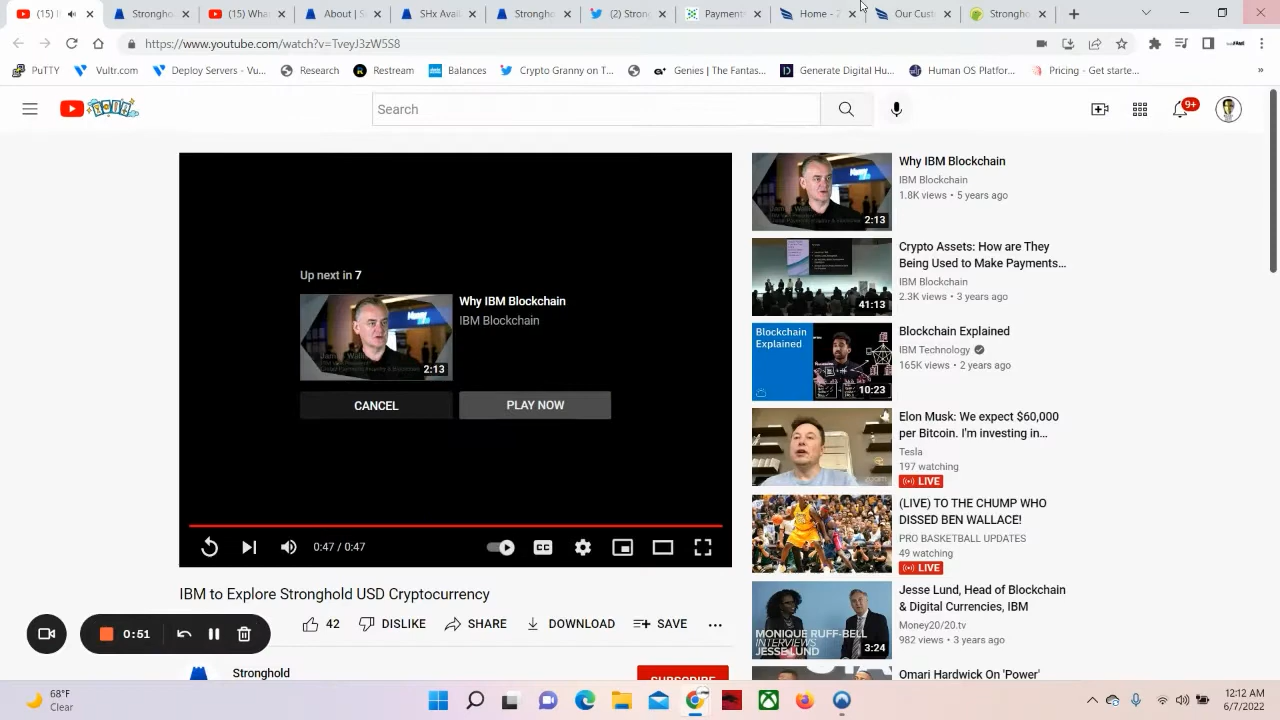 (15) I
Strongho
(15) Whar
About | S
SHx Ass
Strongho
(2) Strong
Home - Z
Our Cust
Strongho
https://www.youtube.com/watch?v=TveyJ3zW5S8
PuTTY
Vultr.com
Deploy Servers - Vu...
Research
Restream
Balances
Crypto Granny on T...
Genies | The Fantas...
Generate Digital Hu...
Human OS Platfor...
Pricing - Get starte...
»
Search
9+
Up next in 7
Why IBM Blockchain
IBM Blockchain
2:13
CANCEL
PLAY NOW
0:47 / 0:47
CC
IBM to Explore Stronghold USD Cryptocurrency
42
DISLIKE
SHARE
DOWNLOAD
SAVE
0:51
Stronghold
SUBSCRIBE
Why IBM Blockchain
IBM Blockchain
1.8K views • 5 years ago
2:13
Crypto Assets: How are They
Being Used to Make Payments...
IBM Blockchain
2.3K views • 3 years ago
41:13
Blockchain
Explained
Blockchain Explained
IBM Technology
165K views • 2 years ago
10:23
Elon Musk: We expect $60,000
per Bitcoin. I'm investing in...
Tesla
197 watching
LIVE
(LIVE) TO THE CHUMP WHO
DISSED BEN WALLACE!
PRO BASKETBALL UPDATES
49 watching
LIVE
Jesse Lund, Head of Blockchain
& Digital Currencies, IBM
Money20/20.tv
982 views • 3 years ago
MONIQUE RUFF-BELL
INTERVIEWS
JESSE LUND
3:24
Omari Hardwick On 'Power'
68°F
Clear
12:12 AM
6/7/2022